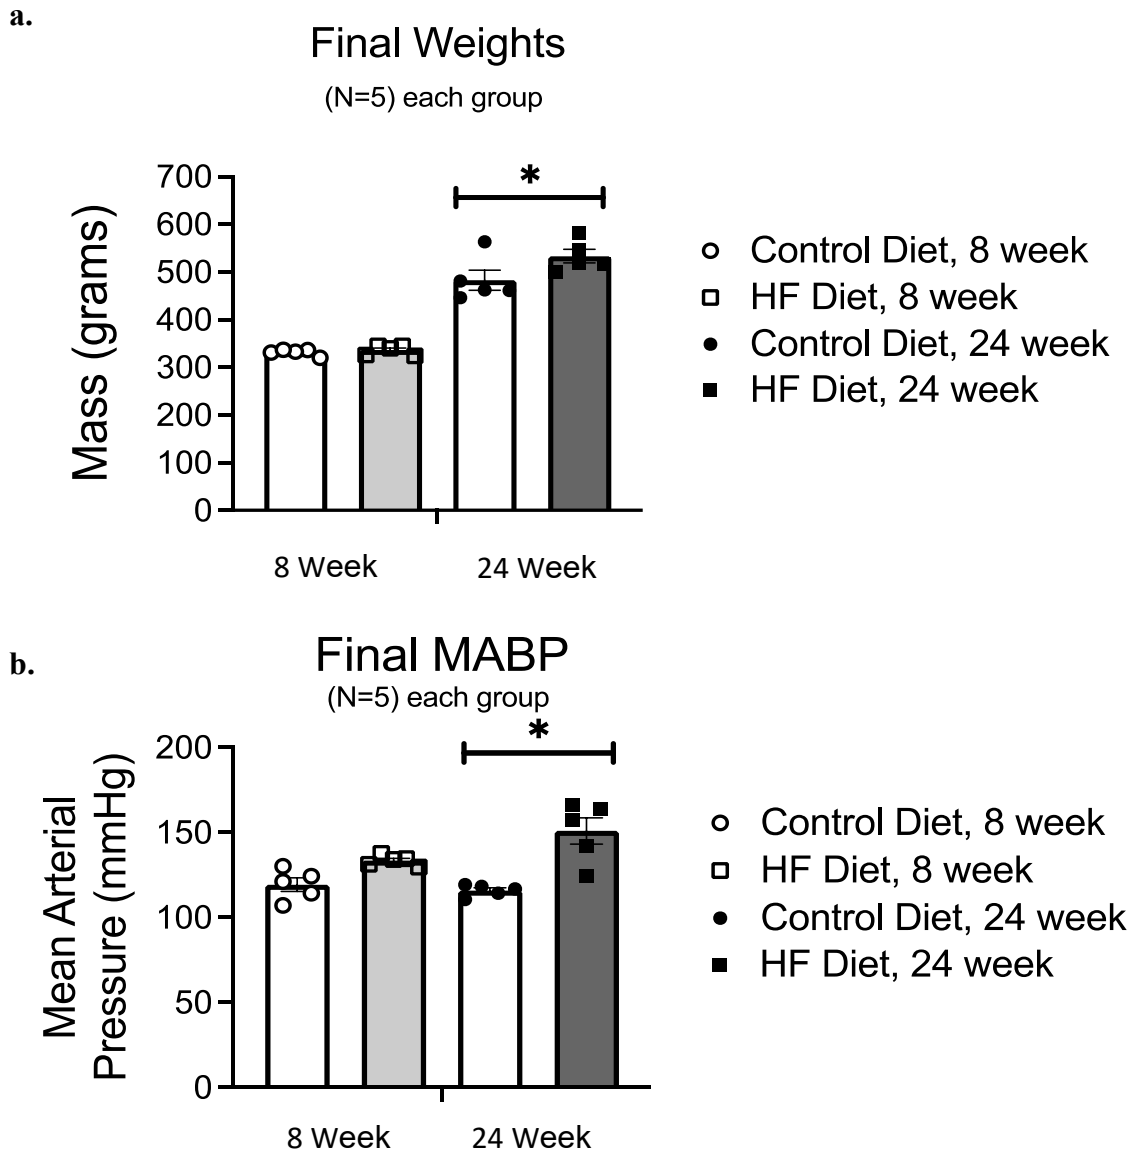 a.
Final Weights
(N=5) each group
*
700
600
500
400
300
200
100
0
Mass (grams)
8 Week
24 Week
Control Diet, 8 week
HF Diet, 8 week
Control Diet, 24 week
HF Diet, 24 week
b.
Final MABP
(N=5) each group
*
200
150
100
50
0
Mean Arterial
Pressure (mmHg)
8 Week
24 Week
Control Diet, 8 week
HF Diet, 8 week
Control Diet, 24 week
HF Diet, 24 week